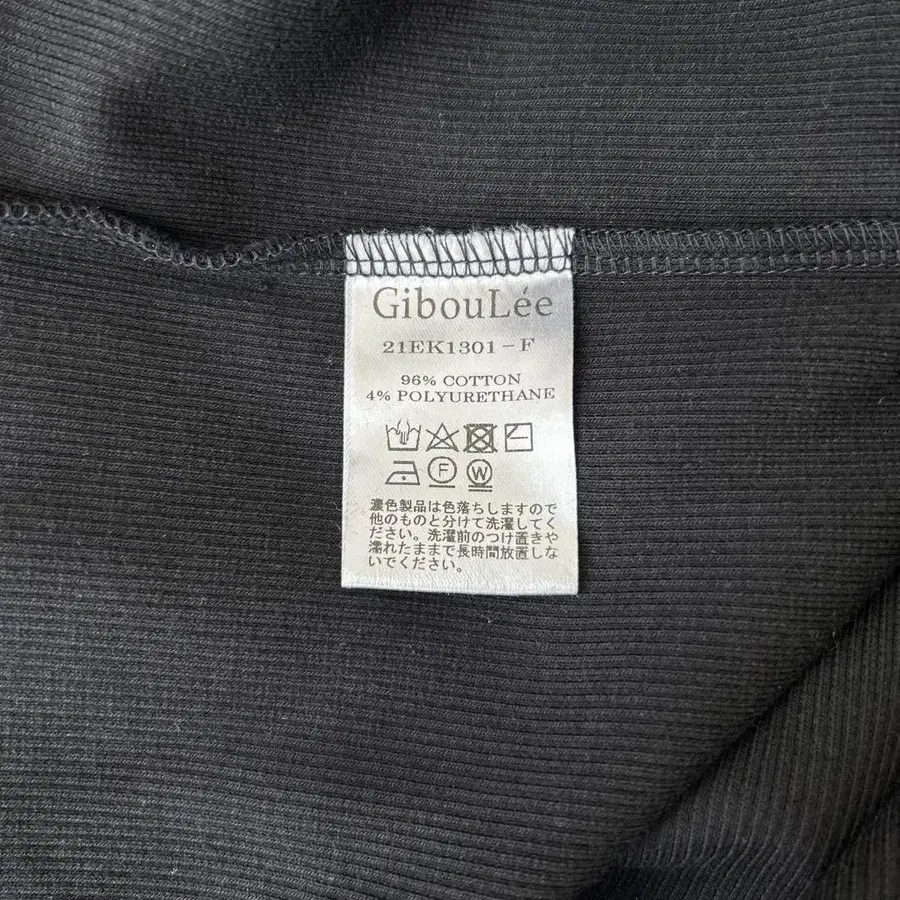 GibouLée
21EK1301-F
96% COTTON
4% POLYURETHANE
F
W
濃色製品は色落ちしますので
他のものと分けて洗濯してく
ださい。洗濯前のつけ置きや
濡れたままで長時間放置しな
いでください。